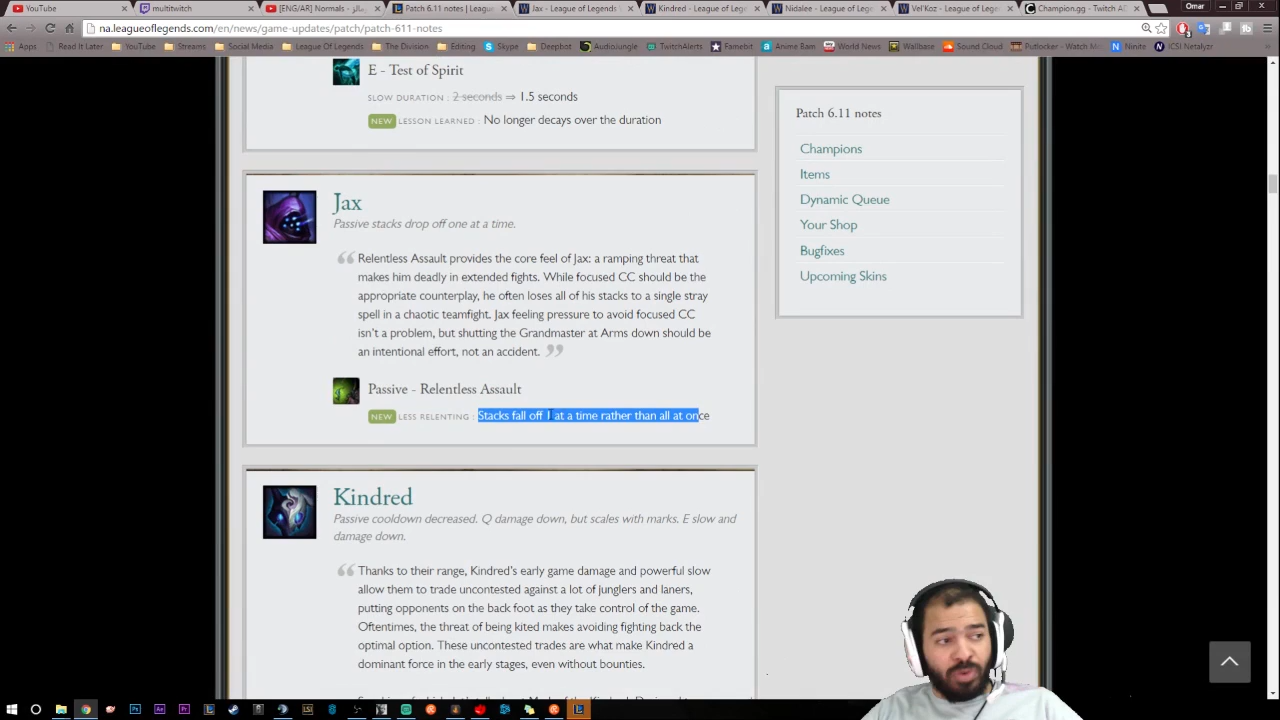 YouTube
multitwitch
[ENG/AR] Normals -
Patch 6.11 notes | Leagu
Jax - League of Legends
Kindred - League of Leg
Nidalee - League of Leg
Vel'Koz - League of Leg
Champion.gg - Touch A
Omar
na.leagueoflegends.com/en/news/game-updates/patch/patch-611-notes
Apps
Read It Later
YouTube
Streams
Social Media
League Of Legends
The Division
Editing
Skype
Deepbot
AudioJungle
TwitchAlerts
Famebit
Anime Bam
World News
Wallbase
Sound Cloud
Putlocker - Watch Mo
Ninite
ICSI Netalyzr
E - Test of Spirit
SLOW DURATION : 2 seconds ⇒ 1.5 seconds
NEW LESSON LEARNED : No longer decays over the duration
Jax
Passive stacks drop off one at a time.
Relentless Assault provides the core feel of Jax: a ramping threat that
makes him deadly in extended fights. While focused CC should be the
appropriate counterplay, he often loses all of his stacks to a single stray
spell in a chaotic teamfight. Jax feeling pressure to avoid focused CC
isn't a problem, but shutting the Grandmaster at Arms down should be
an intentional effort, not an accident.
Passive - Relentless Assault
NEW LESS RELENTING : Stacks fall off 1 at a time rather than all at once
Kindred
Passive cooldown decreased. Q damage down, but scales with marks. E slow and
damage down.
Thanks to their range, Kindred's early game damage and powerful slow
allow them to trade uncontested against a lot of junglers and laners,
putting opponents on the back foot as they take control of the game.
Oftentimes, the threat of being kited makes avoiding fighting back the
optimal option. These uncontested trades are what make Kindred a
dominant force in the early stages, even without bounties.
Patch 6.11 notes
Champions
Items
Dynamic Queue
Your Shop
Bugfixes
Upcoming Skins